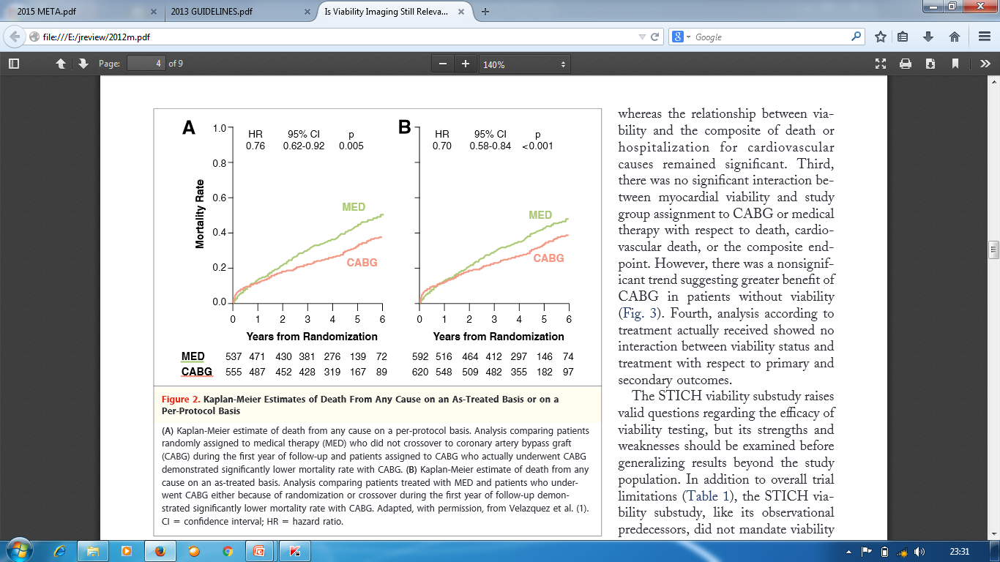 2015 META.pdf
2013 GUIDELINES.pdf
Is Viability Imaging Still Releva...
file:///E:/jreview/2012m.pdf
Google
Page: 4 of 9
140%
A
HR 95% CI p
0.76 0.62-0.92 0.005
Mortality Rate
1.0
0.8
0.6
0.4
0.2
0.0
MED
CABG
0 1 2 3 4 5 6
Years from Randomization
B
HR 95% CI p
0.70 0.58-0.84 <0.001
MED
CABG
0 1 2 3 4 5 6
Years from Randomization
MED 537 471 430 381 276 139 72 592 516 464 412 297 146 74
CABG 555 487 452 428 319 167 89 620 548 509 482 355 182 97
Figure 2. Kaplan-Meier Estimates of Death From Any Cause on an As-Treated Basis or on a
Per-Protocol Basis
(A) Kaplan-Meier estimate of death from any cause on a per-protocol basis. Analysis comparing patients
randomly assigned to medical therapy (MED) who did not crossover to coronary artery bypass graft
(CABG) during the first year of follow-up and patients assigned to CABG who actually underwent CABG
demonstrated significantly lower mortality rate with CABG. (B) Kaplan-Meier estimate of death from any
cause on an as-treated basis. Analysis comparing patients treated with MED and patients who under-
went CABG either because of randomization or crossover during the first year of follow-up demon-
strated significantly lower mortality rate with CABG. Adapted, with permission, from Velazquez et al. (1).
CI = confidence interval; HR = hazard ratio.
whereas the relationship between via-
bility and the composite of death or
hospitalization for cardiovascular
causes remained significant. Third,
there was no significant interaction be-
tween myocardial viability and study
group assignment to CABG or medical
therapy with respect to death, cardio-
vascular death, or the composite end-
point. However, there was a nonsignif-
icant trend suggesting greater benefit of
CABG in patients without viability
(Fig. 3). Fourth, analysis according to
treatment actually received showed no
interaction between viability status and
treatment with respect to primary and
secondary outcomes.
The STICH viability substudy raises
valid questions regarding the efficacy of
viability testing, but its strengths and
weaknesses should be examined before
generalizing results beyond the study
population. In addition to overall trial
limitations (Table 1), the STICH via-
bility substudy, like its observational
predecessors, did not mandate viability
23:31